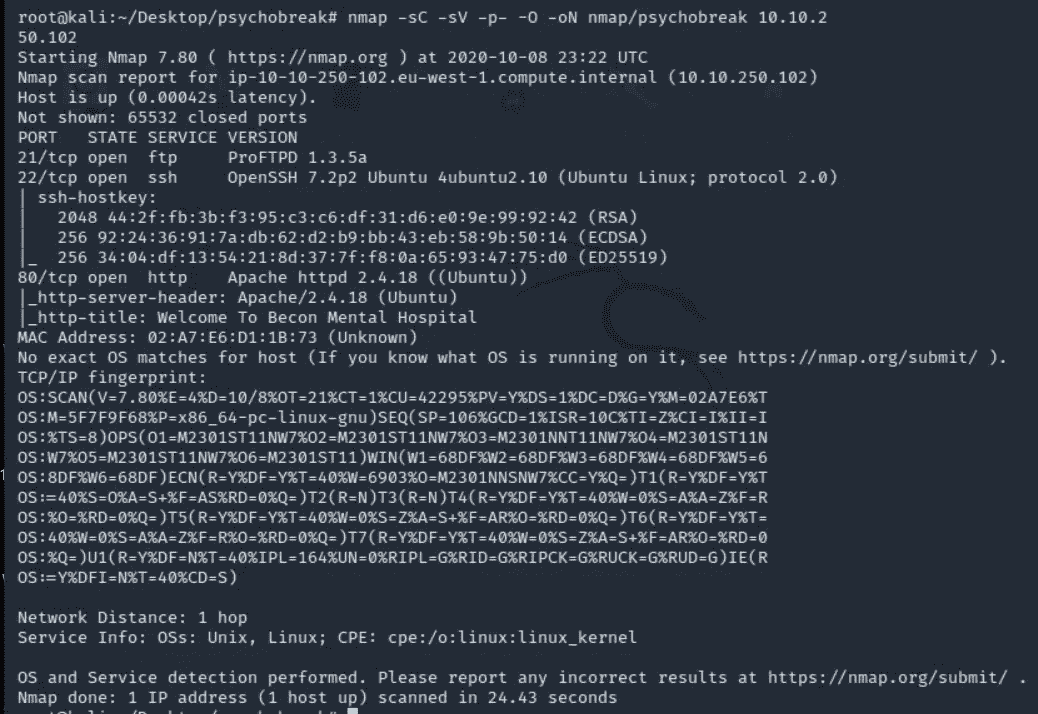 root@kali:~/Desktop/psychobreak# nmap -sC -sV -p- -O -oN nmap/psychobreak 10.10.2
50.102
Starting Nmap 7.80 ( https://nmap.org ) at 2020-10-08 23:22 UTC
Nmap scan report for ip-10-10-250-102.eu-west-1.compute.internal (10.10.250.102)
Host is up (0.00042s latency).
Not shown: 65532 closed ports
PORT   STATE SERVICE VERSION
21/tcp open  ftp     ProFTPD 1.3.5a
22/tcp open  ssh     OpenSSH 7.2p2 Ubuntu 4ubuntu2.10 (Ubuntu Linux; protocol 2.0)
| ssh-hostkey:
|   2048 44:2f:fb:3b:f3:95:c3:c6:df:31:d6:e0:9e:99:92:42 (RSA)
|   256 92:24:36:91:7a:db:62:d2:b9:bb:43:eb:58:9b:50:14 (ECDSA)
|_  256 34:04:df:13:54:21:8d:37:7f:f8:0a:65:93:47:75:d0 (ED25519)
80/tcp open  http    Apache httpd 2.4.18 ((Ubuntu))
|_http-server-header: Apache/2.4.18 (Ubuntu)
|_http-title: Welcome To Becon Mental Hospital
MAC Address: 02:A7:E6:D1:1B:73 (Unknown)
No exact OS matches for host (If you know what OS is running on it, see https://nmap.org/submit/ ).
TCP/IP fingerprint:
OS:SCAN(V=7.80%E=4%D=10/8%OT=21%CT=1%CU=42295%PV=Y%DS=1%DC=D%G=Y%M=02A7E6%T
OS:M=5F7F9F68%P=x86_64-pc-linux-gnu)SEQ(SP=106%GCD=1%ISR=10C%TI=Z%CI=I%II=I
OS:%TS=8)OPS(O1=M2301ST11NW7%O2=M2301ST11NW7%O3=M2301NNT11NW7%O4=M2301ST11N
OS:W7%O5=M2301ST11NW7%O6=M2301ST11)WIN(W1=68DF%W2=68DF%W3=68DF%W4=68DF%W5=6
OS:8DF%W6=68DF)ECN(R=Y%DF=Y%T=40%W=6903%O=M2301NNSNW7%CC=Y%Q=)T1(R=Y%DF=Y%T
OS:=40%S=O%A=S+%F=AS%RD=0%Q=)T2(R=N)T3(R=N)T4(R=Y%DF=Y%T=40%W=0%S=A%A=Z%F=R
OS:%O=%RD=0%Q=)T5(R=Y%DF=Y%T=40%W=0%S=Z%A=S+%F=AR%O=%RD=0%Q=)T6(R=Y%DF=Y%T=
OS:40%W=0%S=A%A=Z%F=R%O=%RD=0%Q=)T7(R=Y%DF=Y%T=40%W=0%S=Z%A=S+%F=AR%O=%RD=0
OS:%Q=)U1(R=Y%DF=N%T=40%IPL=164%UN=0%RIPL=G%RID=G%RIPCK=G%RUCK=G%RUD=G)IE(R
OS:=Y%DFI=N%T=40%CD=S)
Network Distance: 1 hop
Service Info: OSs: Unix, Linux; CPE: cpe:/o:linux:linux_kernel
OS and Service detection performed. Please report any incorrect results at https://nmap.org/submit/ .
Nmap done: 1 IP address (1 host up) scanned in 24.43 seconds